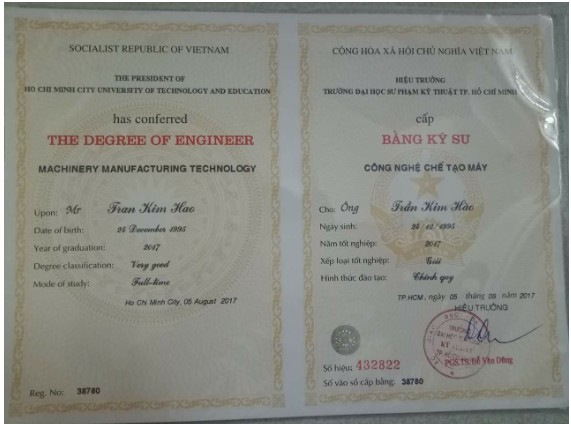 SOCIALIST REPUBLIC OF VIETNAM
THE PRESIDENT OF
HO CHI MINH CITY UNIVERSITY OF TECHNOLOGY AND EDUCATION
has conferred
THE DEGREE OF ENGINEER
MACHINERY MANUFACTURING TECHNOLOGY
Upon: Mr Tran Kim Hao
Date of birth: 24 December 1995
Year of graduation: 2017
Degree classification: Very good
Mode of study: Full-time
Ho Chi Minh City, 05 August 2017
Reg. No: 38780
CỘNG HÒA XÃ HỘI CHỦ NGHĨA VIỆT NAM
HIỆU TRƯỞNG
TRƯỜNG ĐẠI HỌC SƯ PHẠM KỸ THUẬT TP. HỒ CHÍ MINH
cấp
BẰNG KỸ SƯ
CÔNG NGHỆ CHẾ TẠO MÁY
Cho: Ông Trần Kim Hào
Ngày sinh: 24/12/1995
Năm tốt nghiệp: 2017
Xếp loại tốt nghiệp: Giỏi
Hình thức đào tạo: Chính quy
TP.HCM, ngày 05 tháng 08 năm 2017
HIỆU TRƯỞNG
PGS.TS. Đỗ Văn Dũng
Số hiệu: 432822
Số vào sổ cấp bằng: 38780